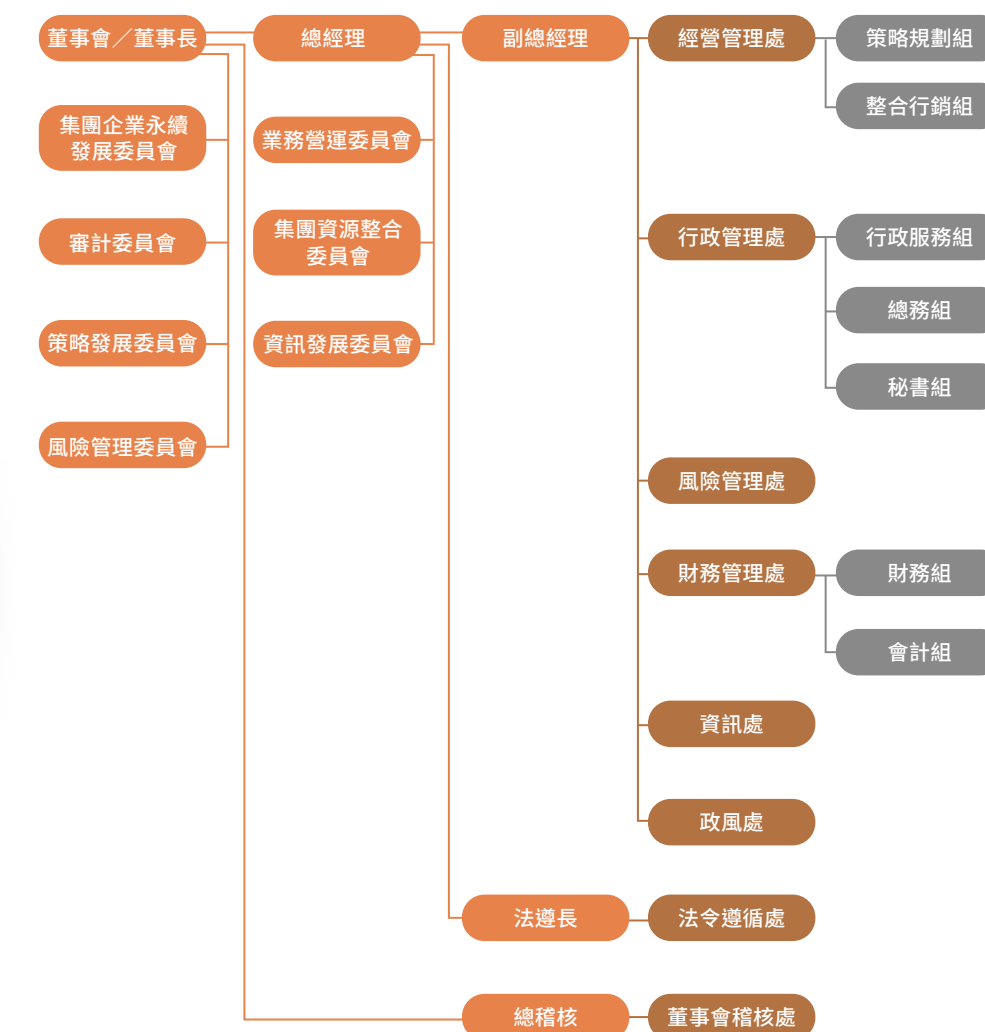 董事會／董事長
總經理
副總經理
經營管理處
策略規劃組
整合行銷組
集團企業永續
發展委員會
業務營運委員會
審計委員會
集團資源整合
委員會
行政管理處
行政服務組
總務組
策略發展委員會
資訊發展委員會
秘書組
風險管理委員會
風險管理處
財務管理處
財務組
會計組
資訊處
政風處
法遵長
法令遵循處
總稽核
董事會稽核處